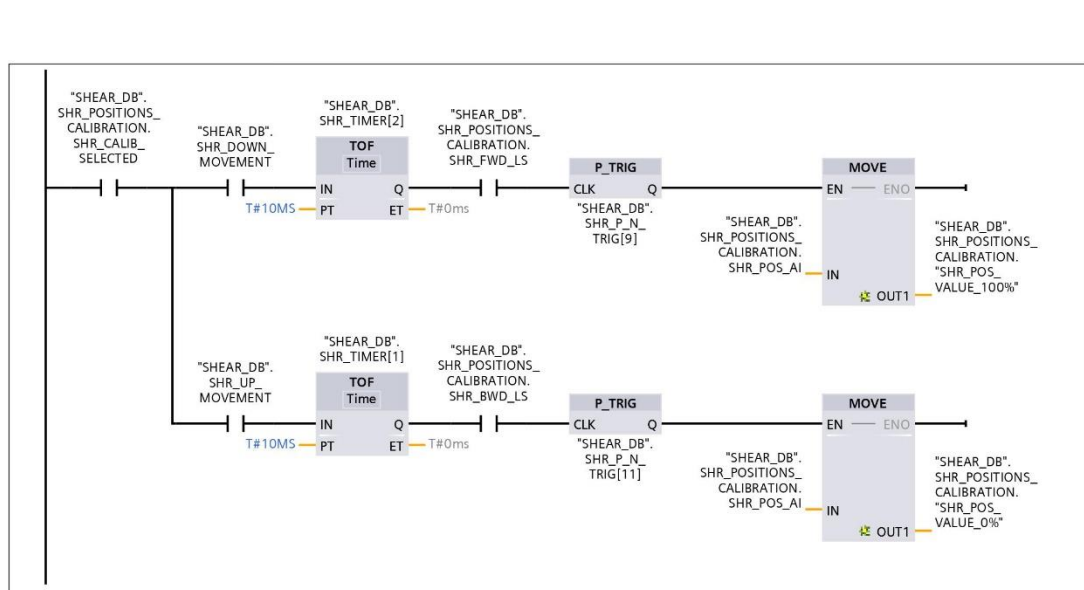 "SHEAR_DB".
SHR_POSITIONS_
CALIBRATION.
SHR_CALIB_
SELECTED
"SHEAR_DB".
SHR_DOWN_
MOVEMENT
"SHEAR_DB".
SHR_TIMER[2]
TOF
Time
IN Q
T#10MS PT ET T#0ms
"SHEAR_DB".
SHR_POSITIONS_
CALIBRATION.
SHR_FWD_LS
P_TRIG
CLK Q
"SHEAR_DB".
SHR_P_N_
TRIG[9]
MOVE
EN ENO
"SHEAR_DB".
SHR_POSITIONS_
CALIBRATION.
SHR_POS_AI IN
OUT1
"SHEAR_DB".
SHR_POSITIONS_
CALIBRATION.
"SHR_POS_
VALUE_100%"
"SHEAR_DB".
SHR_UP_
MOVEMENT
"SHEAR_DB".
SHR_TIMER[1]
TOF
Time
IN Q
T#10MS PT ET T#0ms
"SHEAR_DB".
SHR_POSITIONS_
CALIBRATION.
SHR_BWD_LS
P_TRIG
CLK Q
"SHEAR_DB".
SHR_P_N_
TRIG[11]
MOVE
EN ENO
"SHEAR_DB".
SHR_POSITIONS_
CALIBRATION.
SHR_POS_AI IN
OUT1
"SHEAR_DB".
SHR_POSITIONS_
CALIBRATION.
"SHR_POS_
VALUE_0%"